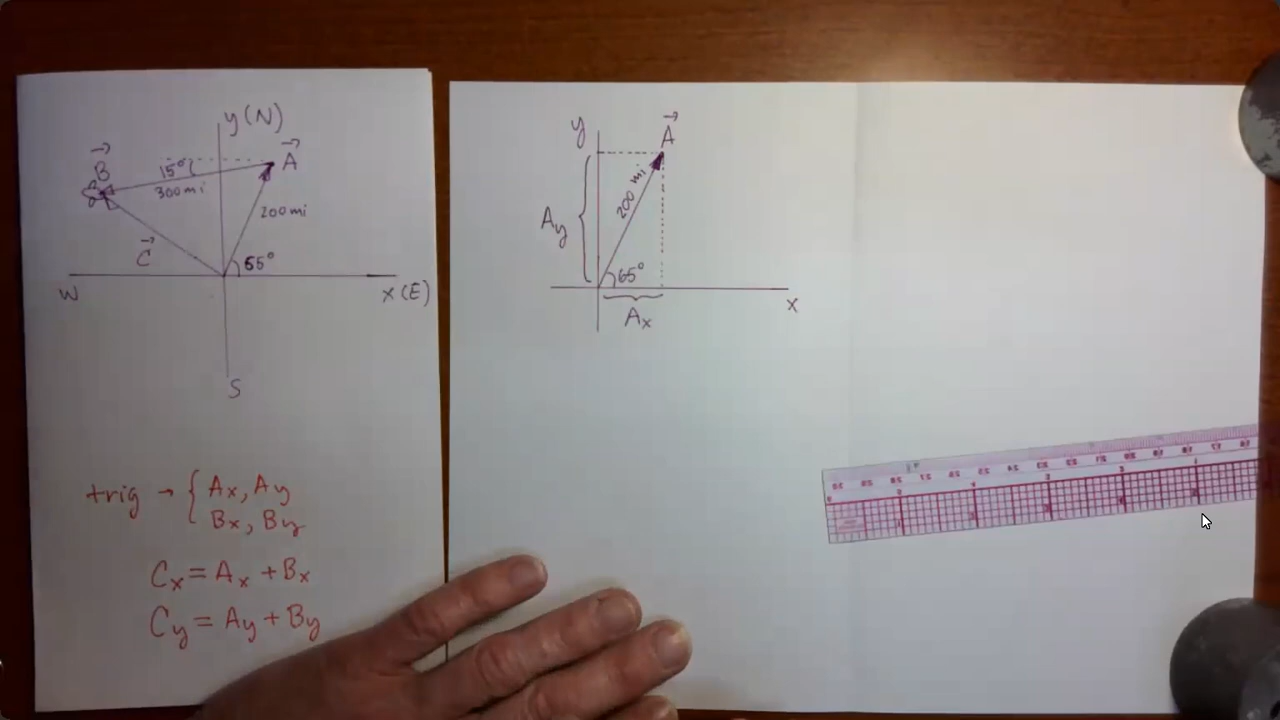 y (N)
A
B
15°
300 mi
200 mi
C
65°
W
x (E)
S
trig → { Ax, Ay
Bx, By
Cx = Ax + Bx
Cy = Ay + By
y
A
200 mi
Ay
65°
Ax
x